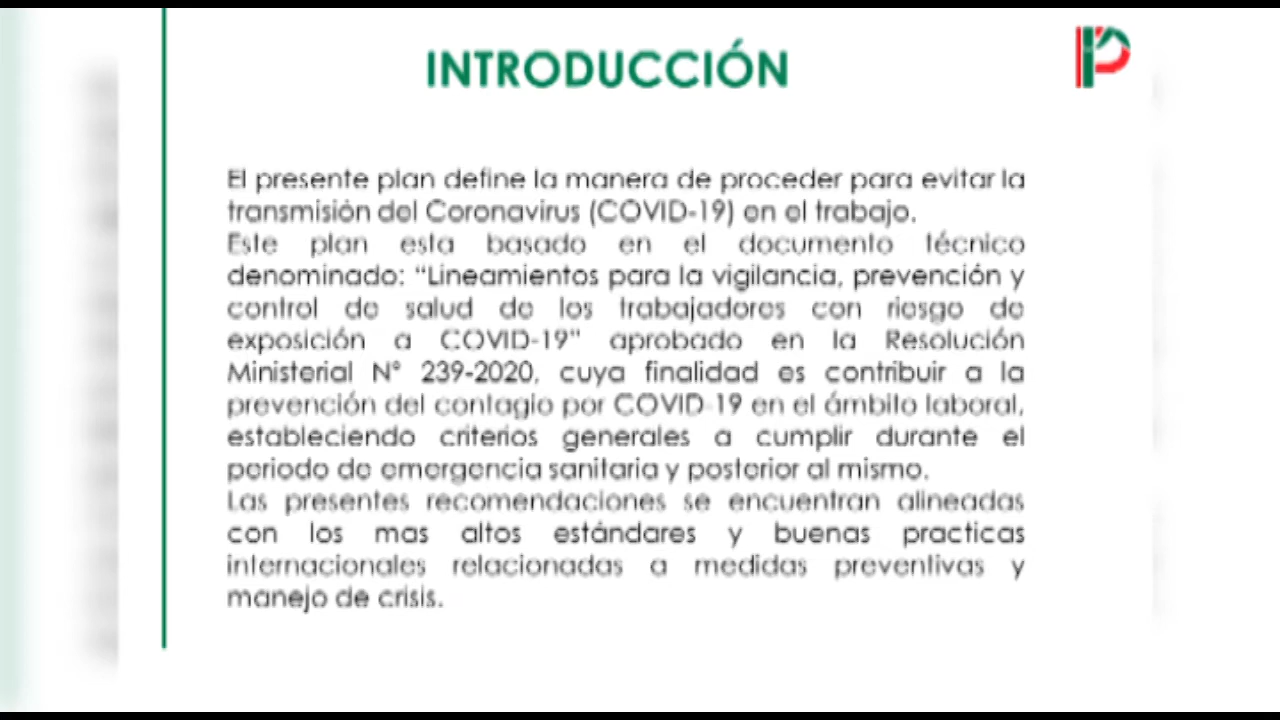 INTRODUCCIÓN
El presente plan define la manera de proceder para evitar la
transmisión del Coronavirus (COVID-19) en el trabajo.
Este plan esta basado en el documento técnico
denominado: "Lineamientos para la vigilancia, prevención y
control de salud de los trabajadores con riesgo de
exposición a COVID-19" aprobado en la Resolución
Ministerial N° 239-2020, cuya finalidad es contribuir a la
prevención del contagio por COVID-19 en el ámbito laboral,
estableciendo criterios generales a cumplir durante el
periodo de emergencia sanitaria y posterior al mismo.
Las presentes recomendaciones se encuentran alineadas
con los mas altos estándares y buenas practicas
internacionales relacionadas a medidas preventivas y
manejo de crisis.